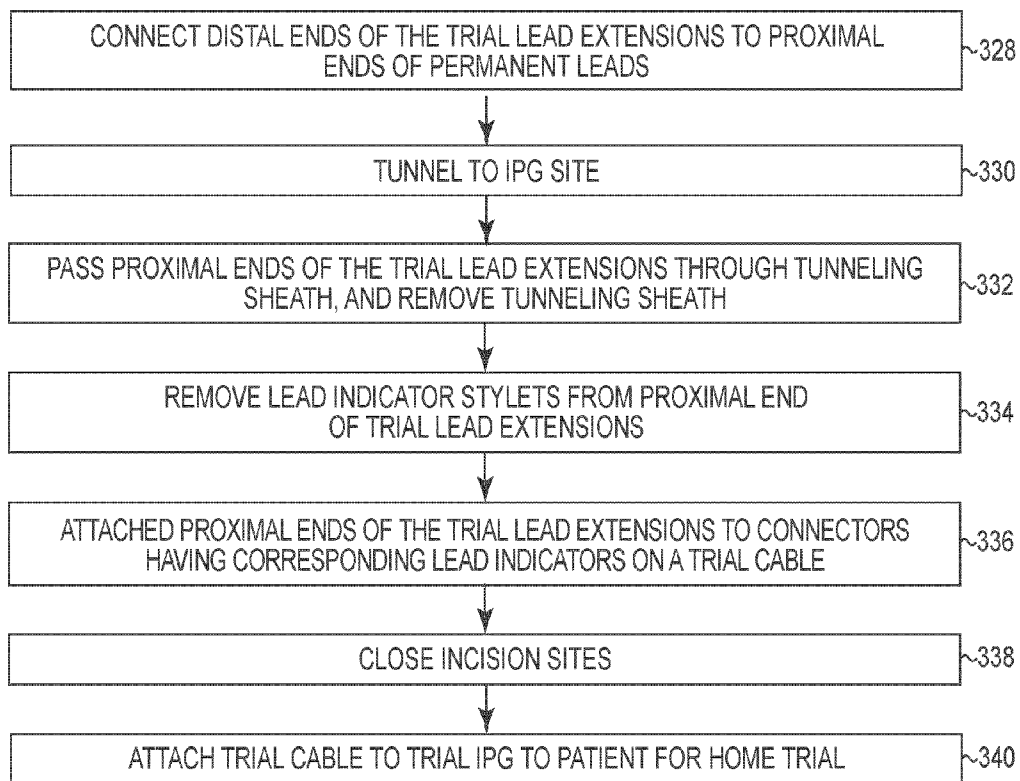 CONNECT DISTAL ENDS OF THE TRIAL LEAD EXTENSIONS TO PROXIMAL
ENDS OF PERMANENT LEADS
328
TUNNEL TO IPG SITE
330
PASS PROXIMAL ENDS OF THE TRIAL LEAD EXTENSIONS THROUGH TUNNELING
SHEATH, AND REMOVE TUNNELING SHEATH
332
REMOVE LEAD INDICATOR STYLETS FROM PROXIMAL END
OF TRIAL LEAD EXTENSIONS
334
ATTACHED PROXIMAL ENDS OF THE TRIAL LEAD EXTENSIONS TO CONNECTORS
HAVING CORRESPONDING LEAD INDICATORS ON A TRIAL CABLE
336
CLOSE INCISION SITES
338
ATTACH TRIAL CABLE TO TRIAL IPG TO PATIENT FOR HOME TRIAL
340